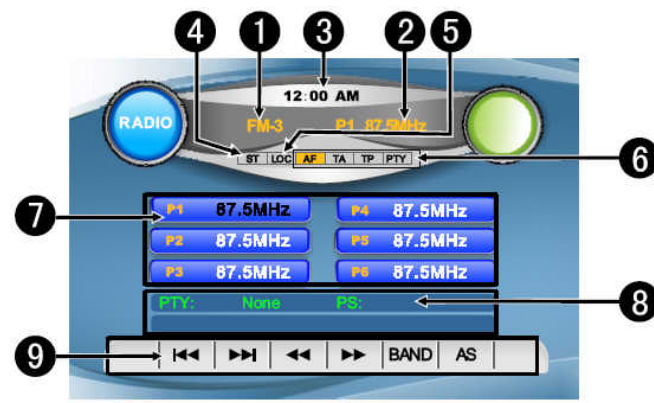 4 1 3 2 5
12:00 AM
RADIO
FM-3 P1 87.5MHz
ST LOC AF TA TP PTY
6
7
P1 87.5MHz P4 87.5MHz
P2 87.5MHz P5 87.5MHz
P3 87.5MHz P6 87.5MHz
PTY: None PS:
8
9
BAND AS